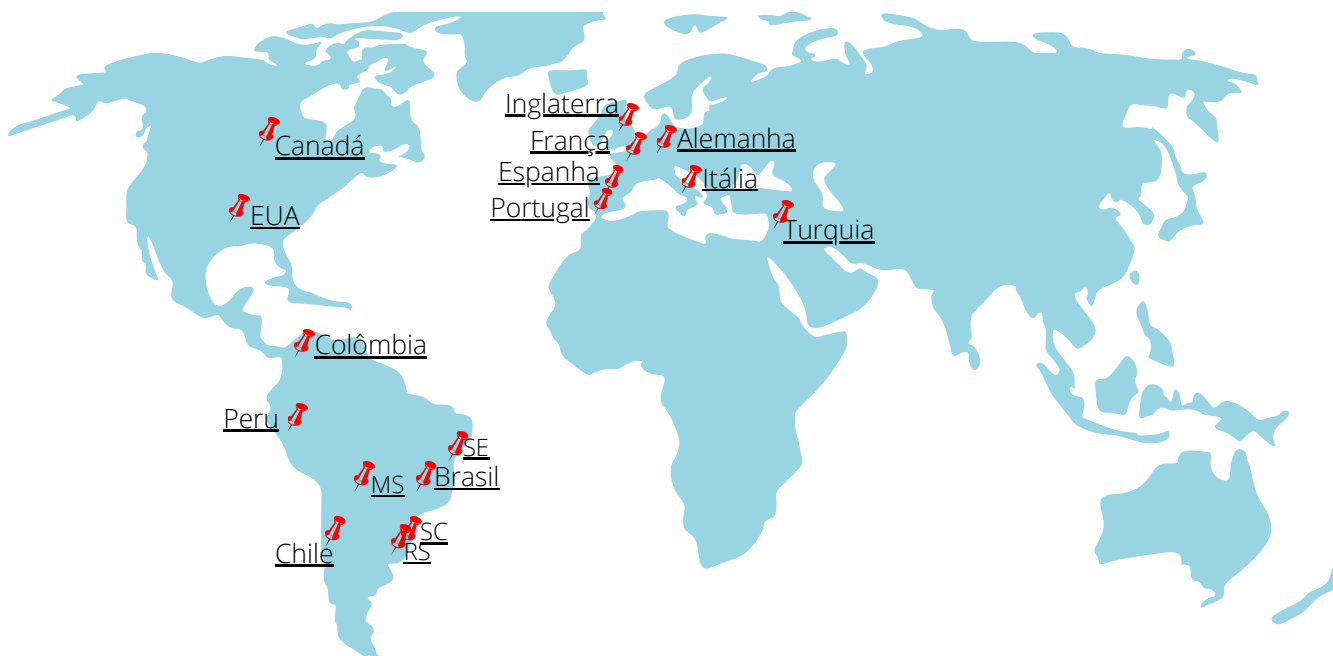 Inglaterra
Canadá
França
Alemanha
Espanha
Itália
Portugal
EUA
Turquia
Colômbia
Peru
SE
Brasil
MS
SC
Chile
RS